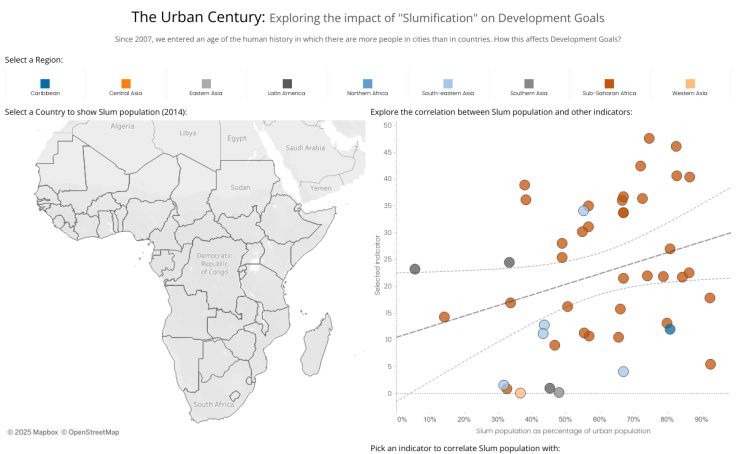 The Urban Century: Exploring the impact of "Slumification" on Development Goals
Since 2007, we entered an age of the human history in which there are more people in cities than in countries. How this affects Development Goals?
Select a Region:
Caribbean Central Asia Eastern Asia Latin America Northern Africa South-eastern Asia Southern Asia Sub-Saharan Africa Western Asia
Select a Country to show Slum population (2014):
Algeria
Libya
Egypt
Saudi Arabia
Sudan
Yemen
Democratic
Republic
of Congo
South Africa
© 2025 Mapbox © OpenStreetMap
Explore the correlation between Slum population and other indicators:
Selected indicator
50
45
40
35
30
25
20
15
10
5
0
0% 10% 20% 30% 40% 50% 60% 70% 80% 90%
Slum population as percentage of urban population
Pick an indicator to correlate Slum population with: